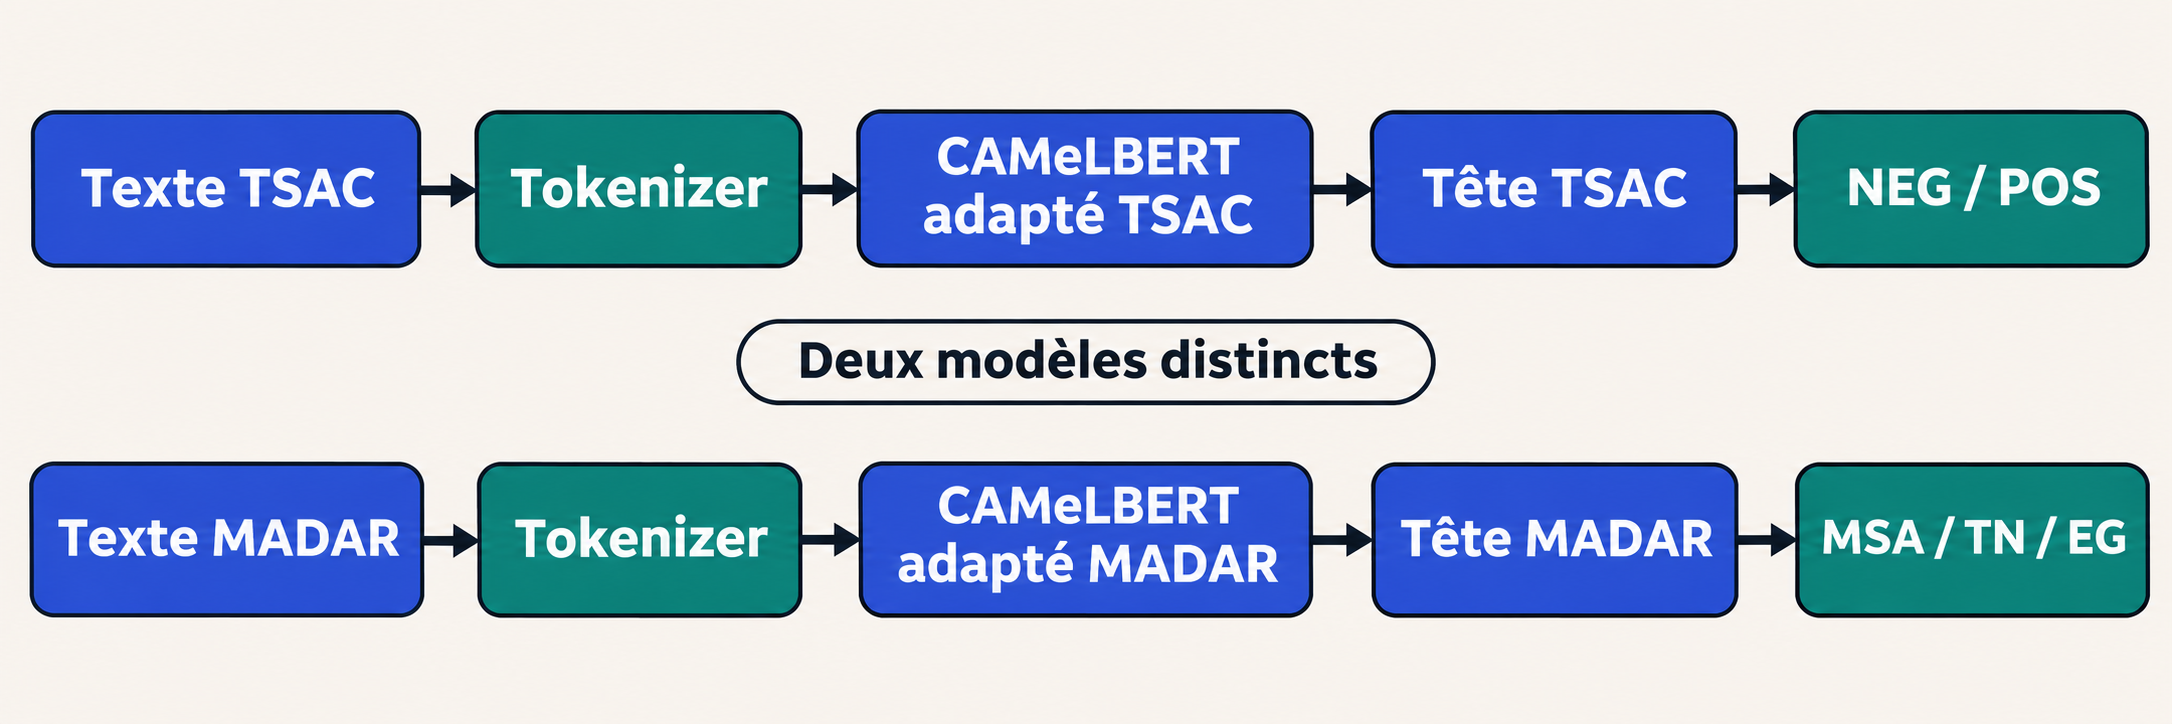 Texte TSAC
Tokenizer
CAMeLBERT
adapté TSAC
Tête TSAC
NEG / POS
Deux modèles distincts
Texte MADAR
Tokenizer
CAMeLBERT
adapté MADAR
Tête MADAR
MSA / TN / EG